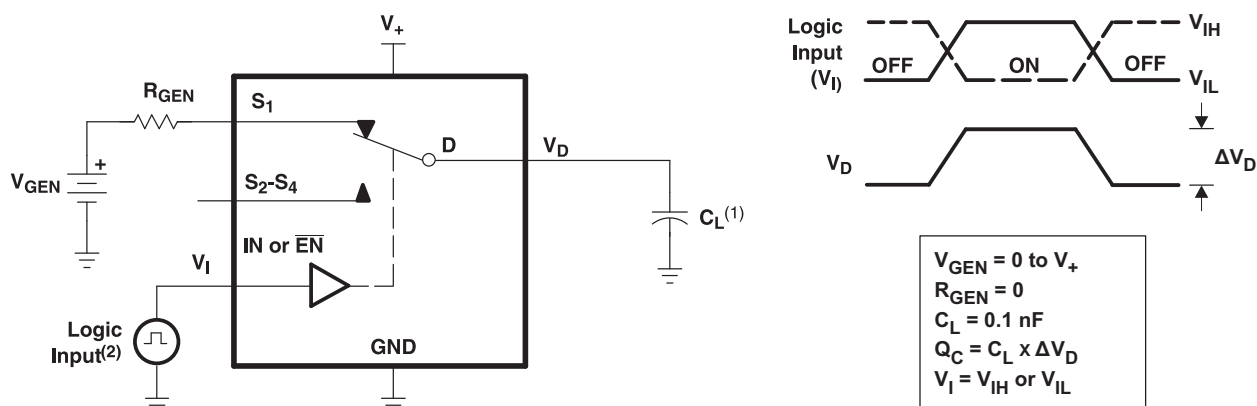 V+
RGEN
S1
D
VD
VGEN
+
S2-S4
CL(1)
IN or E̅N̅
VI
Logic
Input(2)
GND
Logic
Input
(VI)
OFF
ON
OFF
VIH
VIL
VD
ΔVD
VGEN = 0 to V+
RGEN = 0
CL = 0.1 nF
QC = CL x ΔVD
VI = VIH or VIL